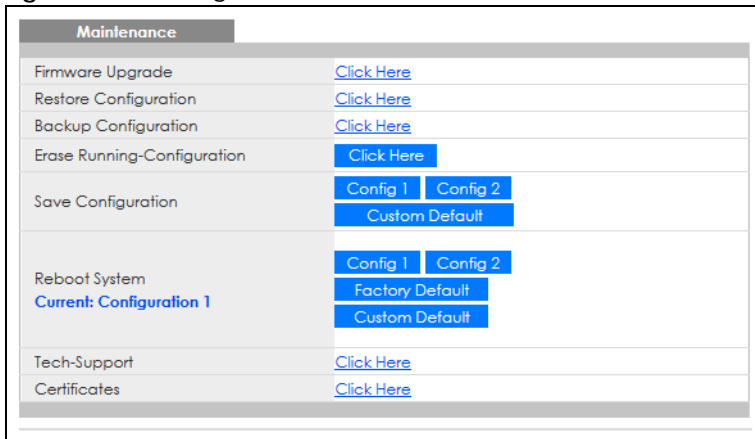 Maintenance
Firmware Upgrade Click Here
Restore Configuration Click Here
Backup Configuration Click Here
Erase Running-Configuration Click Here
Save Configuration Config 1 Config 2
Custom Default
Reboot System Config 1 Config 2
Current: Configuration 1 Factory Default
Custom Default
Tech-Support Click Here
Certificates Click Here